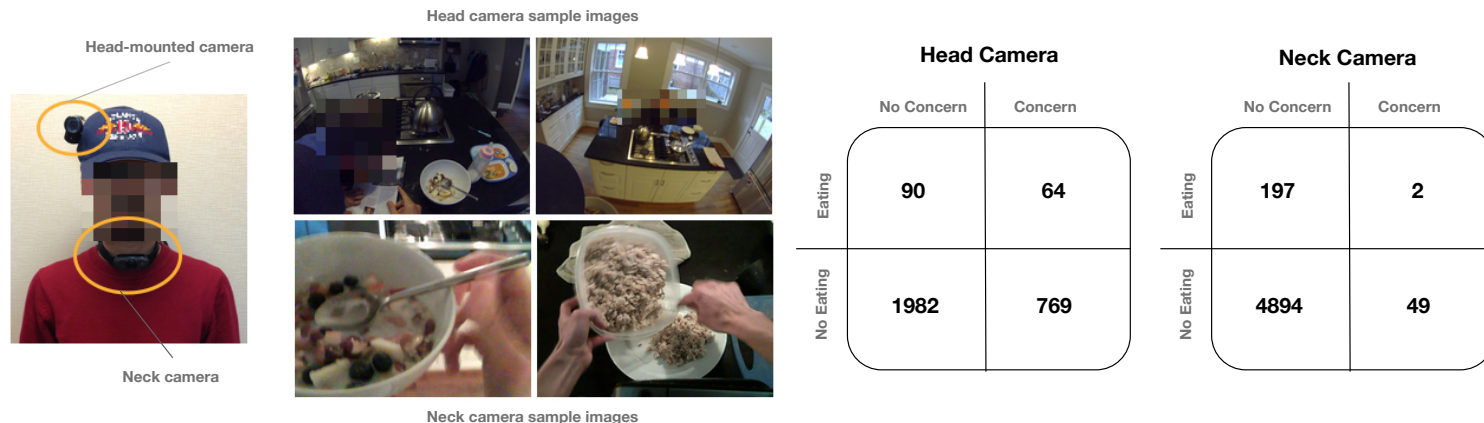 Head camera sample images
Head-mounted camera
Neck camera
Neck camera sample images
Head Camera
No Concern Concern
Eating 90 64
No Eating 1982 769
Neck Camera
No Concern Concern
Eating 197 2
No Eating 4894 49